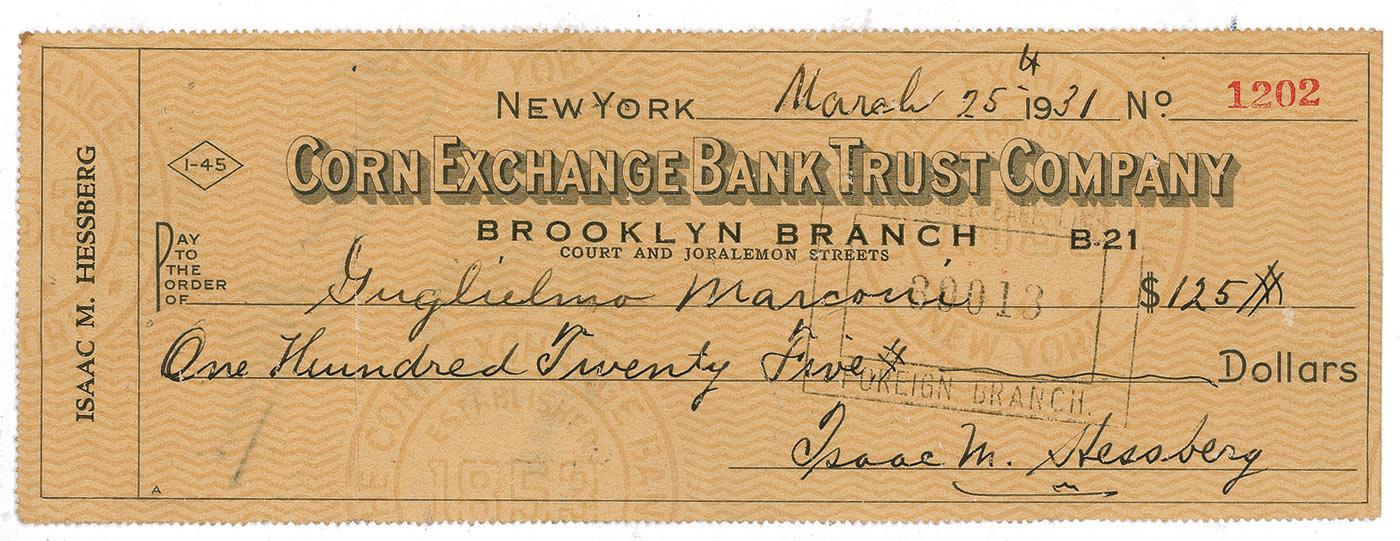 ISAAC M. HESSBERG
NEW YORK March 25th 1931 No. 1202
1-45
CORN EXCHANGE BANK TRUST COMPANY
BROOKLYN BRANCH B-21
COURT AND JORALEMON STREETS
PAY TO THE ORDER OF Guglielmo Marconi $125
80013
One Hundred Twenty Five Dollars
FOREIGN BRANCH.
Isaac M. Hessberg
A